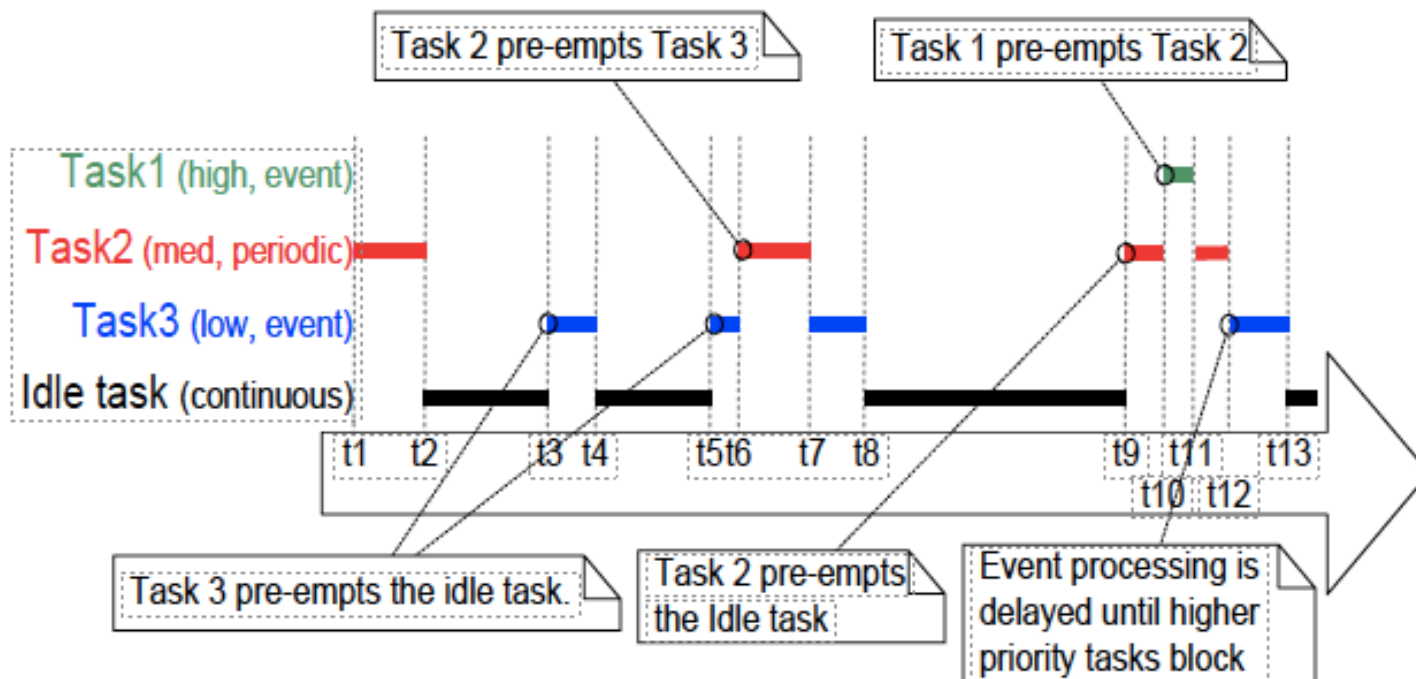 Task 2 pre-empts Task 3
Task 1 pre-empts Task 2
Task1 (high, event)
Task2 (med, periodic)
Task3 (low, event)
Idle task (continuous)
t1 t2 t3 t4 t5 t6 t7 t8 t9 t11 t13
t10 t12
Task 3 pre-empts the idle task.
Task 2 pre-empts
the Idle task
Event processing is
delayed until higher
priority tasks block